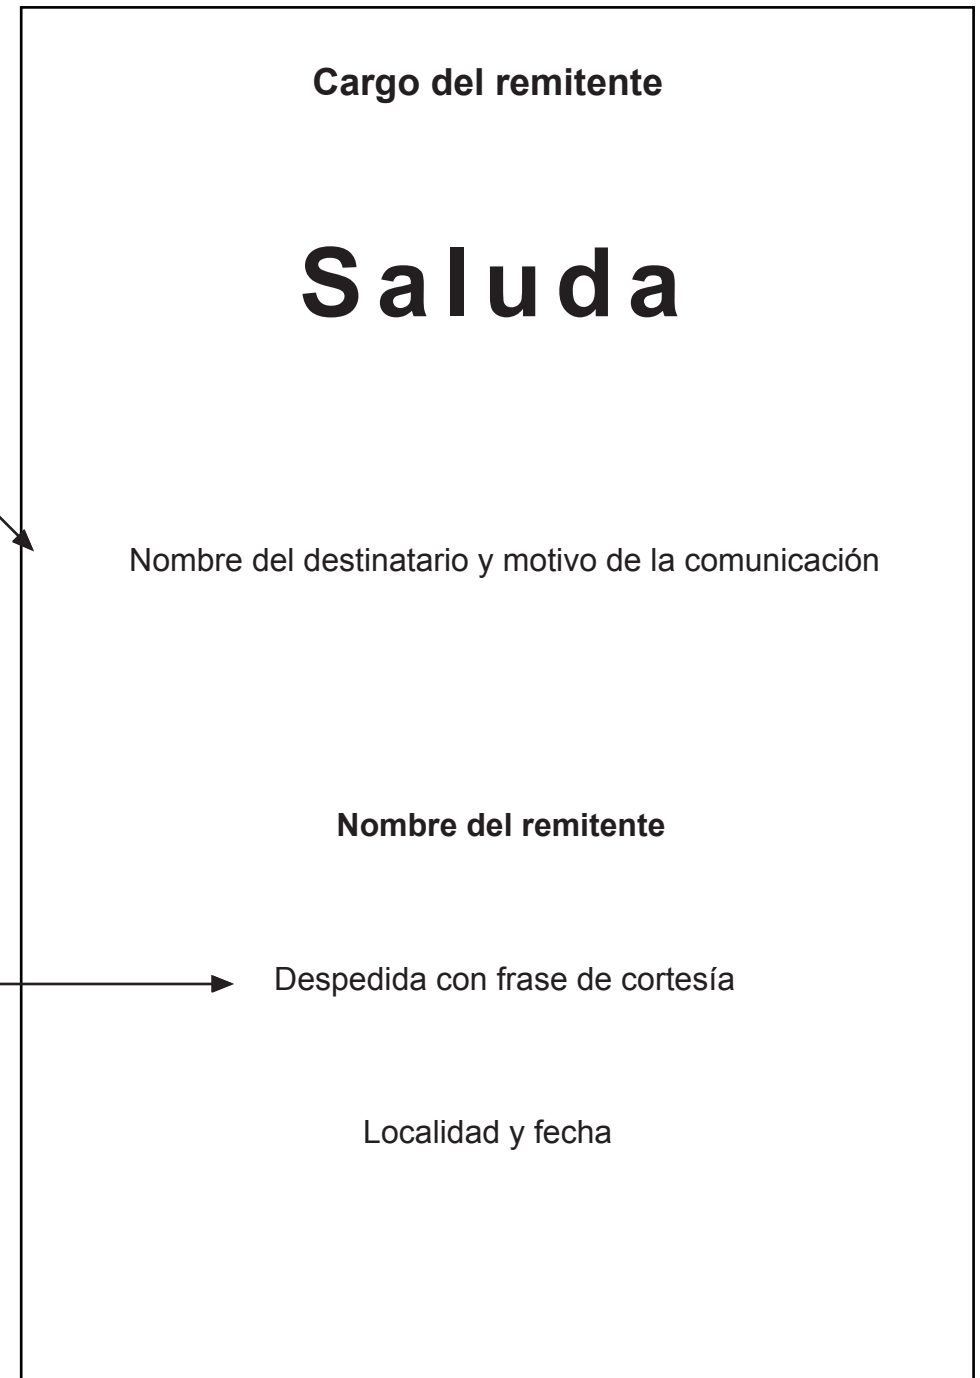 Cargo del remitente
Saluda
Nombre del destinatario y motivo de la comunicación
Nombre del remitente
Despedida con frase de cortesía
Localidad y fecha